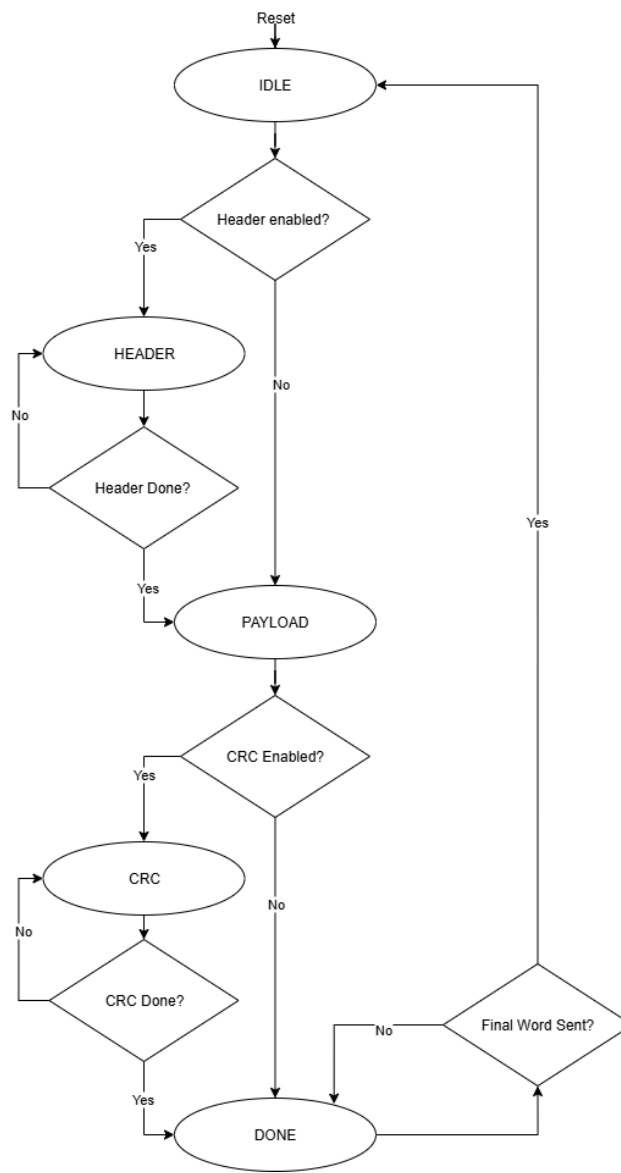 Reset
IDLE
Header enabled?
Yes
HEADER
No
No
Header Done?
Yes
Yes
PAYLOAD
CRC Enabled?
Yes
CRC
No
No
CRC Done?
Final Word Sent?
No
Yes
DONE